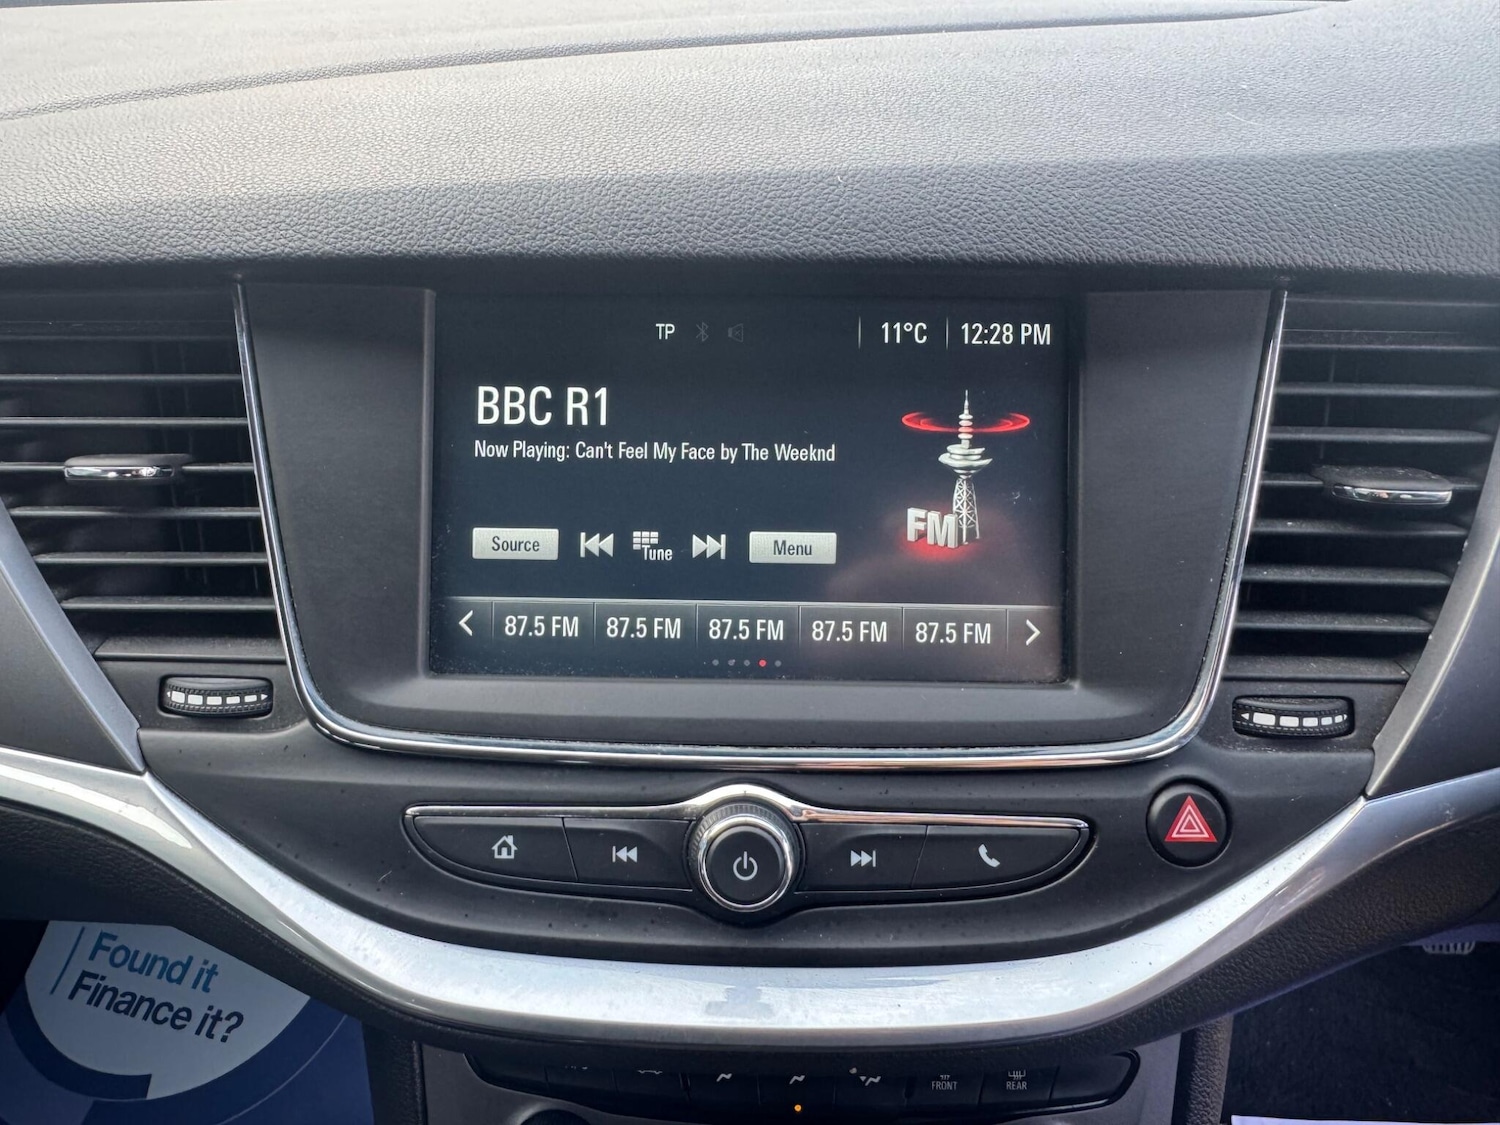 TP 11°C 12:28 PM
BBC R1
Now Playing: Can't Feel My Face by The Weeknd
FM
Source Tune Menu
87.5 FM 87.5 FM 87.5 FM 87.5 FM 87.5 FM
Found it
Finance it?
FRONT REAR